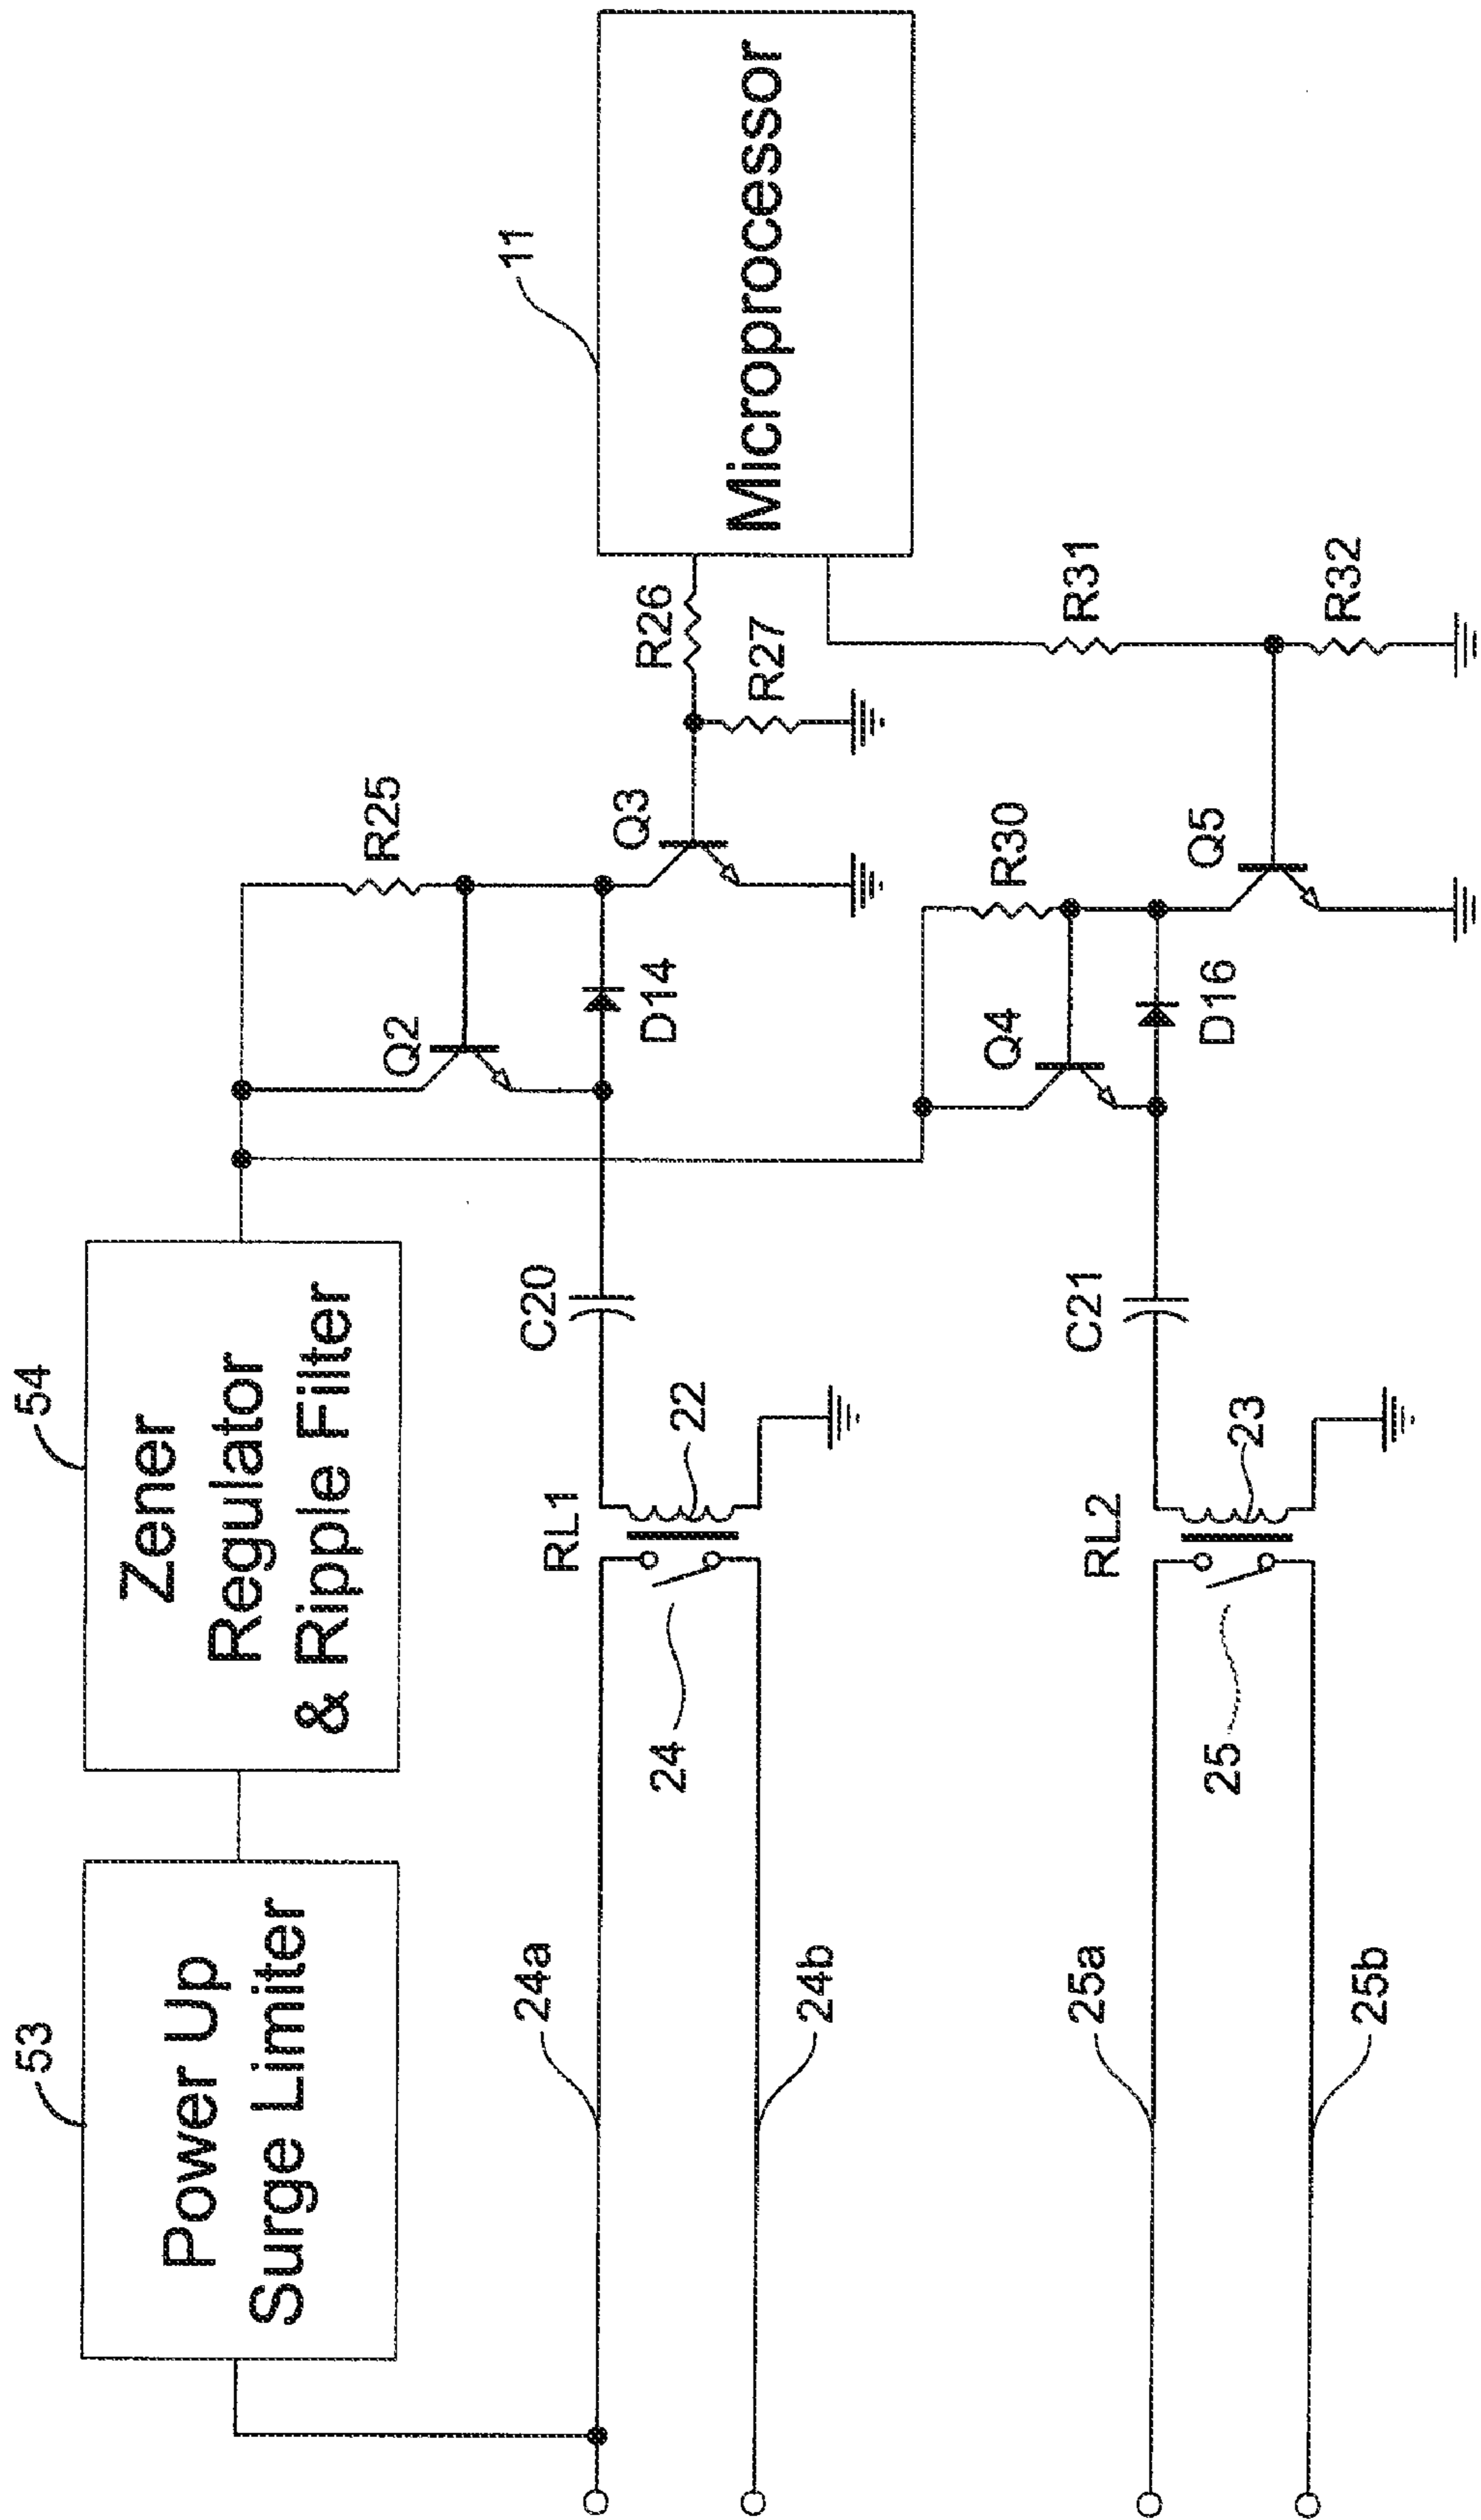 53
Power Up
Surge Limiter
54
Zener
Regulator
& Ripple Filter
R25
Q2
D14
Q3
R26
R27
11
Microprocessor
24a
24b
24
RL1
22
C20
25a
25b
25
RL2
23
C21
Q4
R30
D16
Q5
R31
R32